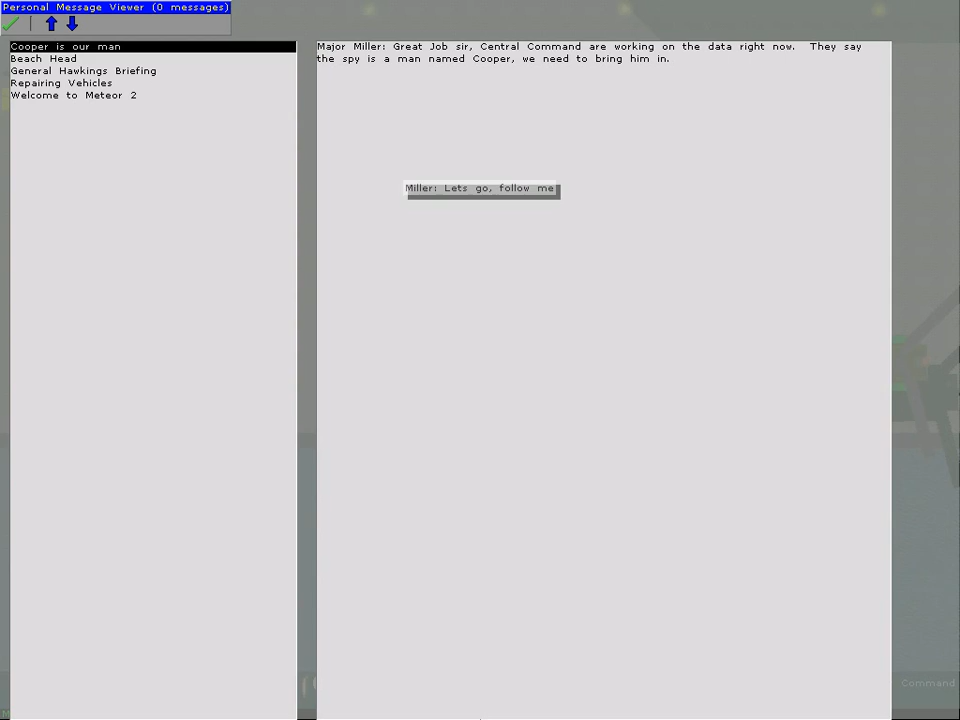 Personal Message Viewer (0 messages)
Cooper is our man
Beach Head
General Hawkings Briefing
Repairing Vehicles
Welcome to Meteor 2
Major Miller: Great Job sir, Central Command are working on the data right now. They say
the spy is a man named Cooper, we need to bring him in.
Miller: Lets go, follow me
Command